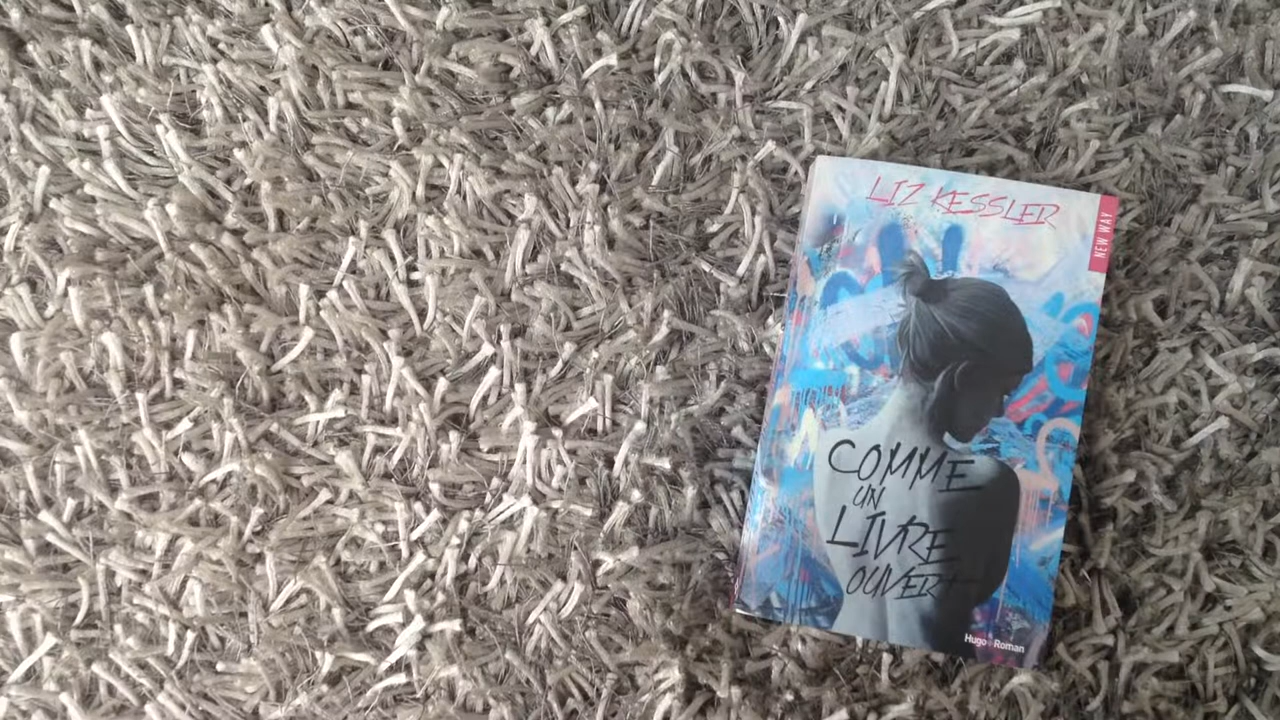 LIZ KESSLER
NEW WAY
COMME
UN
LIVRE
OUVERT
Hugo Roman